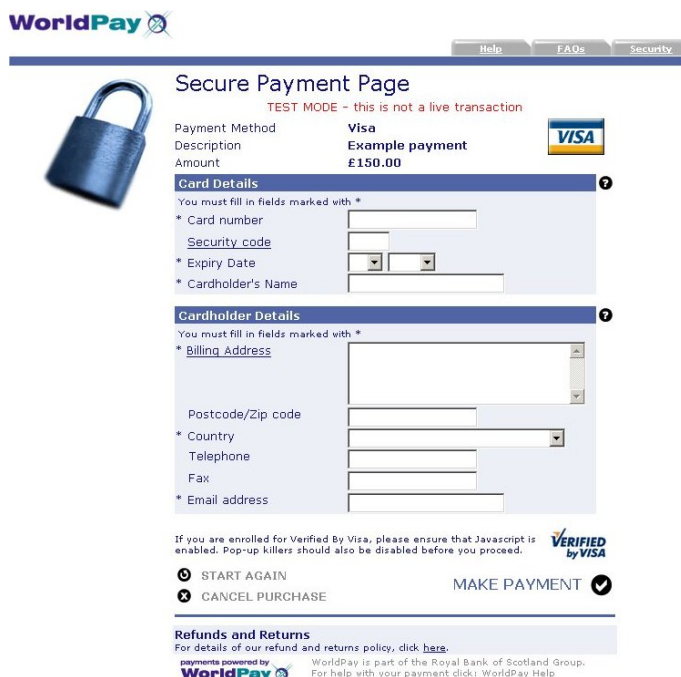 WorldPay
Help FAQs Security
Secure Payment Page
TEST MODE - this is not a live transaction
Payment Method Visa
Description Example payment
Amount £150.00
VISA
Card Details
You must fill in fields marked with *
* Card number
Security code
* Expiry Date
* Cardholder's Name
Cardholder Details
You must fill in fields marked with *
* Billing Address
Postcode/Zip code
* Country
Telephone
Fax
* Email address
If you are enrolled for Verified By Visa, please ensure that Javascript is
enabled. Pop-up killers should also be disabled before you proceed.
VERIFIED
by VISA
START AGAIN
CANCEL PURCHASE
MAKE PAYMENT
Refunds and Returns
For details of our refund and returns policy, click here.
payments powered by
WorldPay
WorldPay is part of the Royal Bank of Scotland Group.
For help with your payment click: WorldPay Help